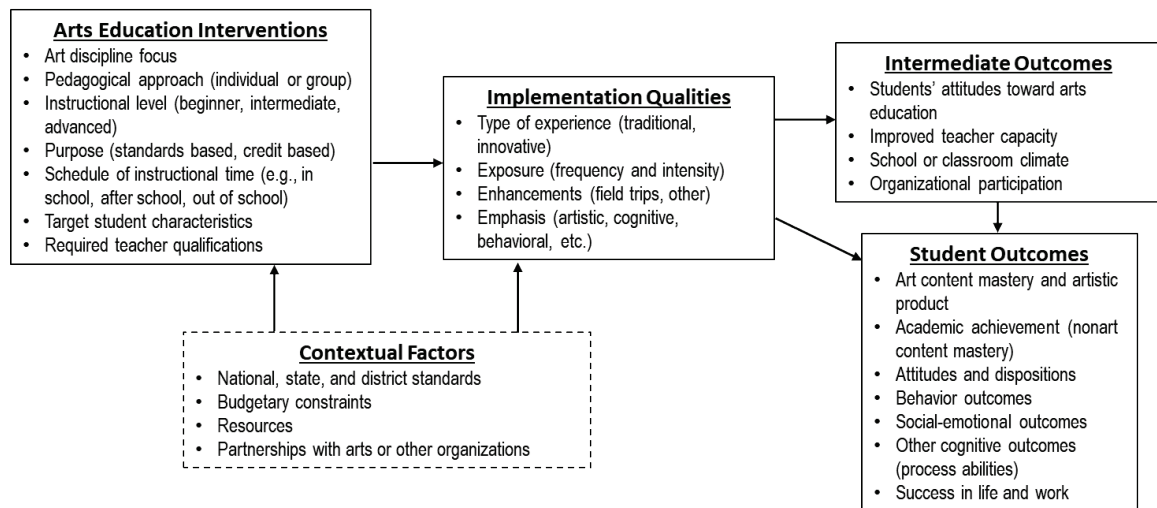 Arts Education Interventions
• Art discipline focus
• Pedagogical approach (individual or group)
• Instructional level (beginner, intermediate,
advanced)
• Purpose (standards based, credit based)
• Schedule of instructional time (e.g., in
school, after school, out of school)
• Target student characteristics
• Required teacher qualifications
Implementation Qualities
• Type of experience (traditional,
innovative)
• Exposure (frequency and intensity)
• Enhancements (field trips, other)
• Emphasis (artistic, cognitive,
behavioral, etc.)
Intermediate Outcomes
• Students’ attitudes toward arts
education
• Improved teacher capacity
• School or classroom climate
• Organizational participation
Student Outcomes
• Art content mastery and artistic
product
• Academic achievement (nonart
content mastery)
• Attitudes and dispositions
• Behavior outcomes
• Social-emotional outcomes
• Other cognitive outcomes
(process abilities)
• Success in life and work
Contextual Factors
• National, state, and district standards
• Budgetary constraints
• Resources
• Partnerships with arts or other organizations